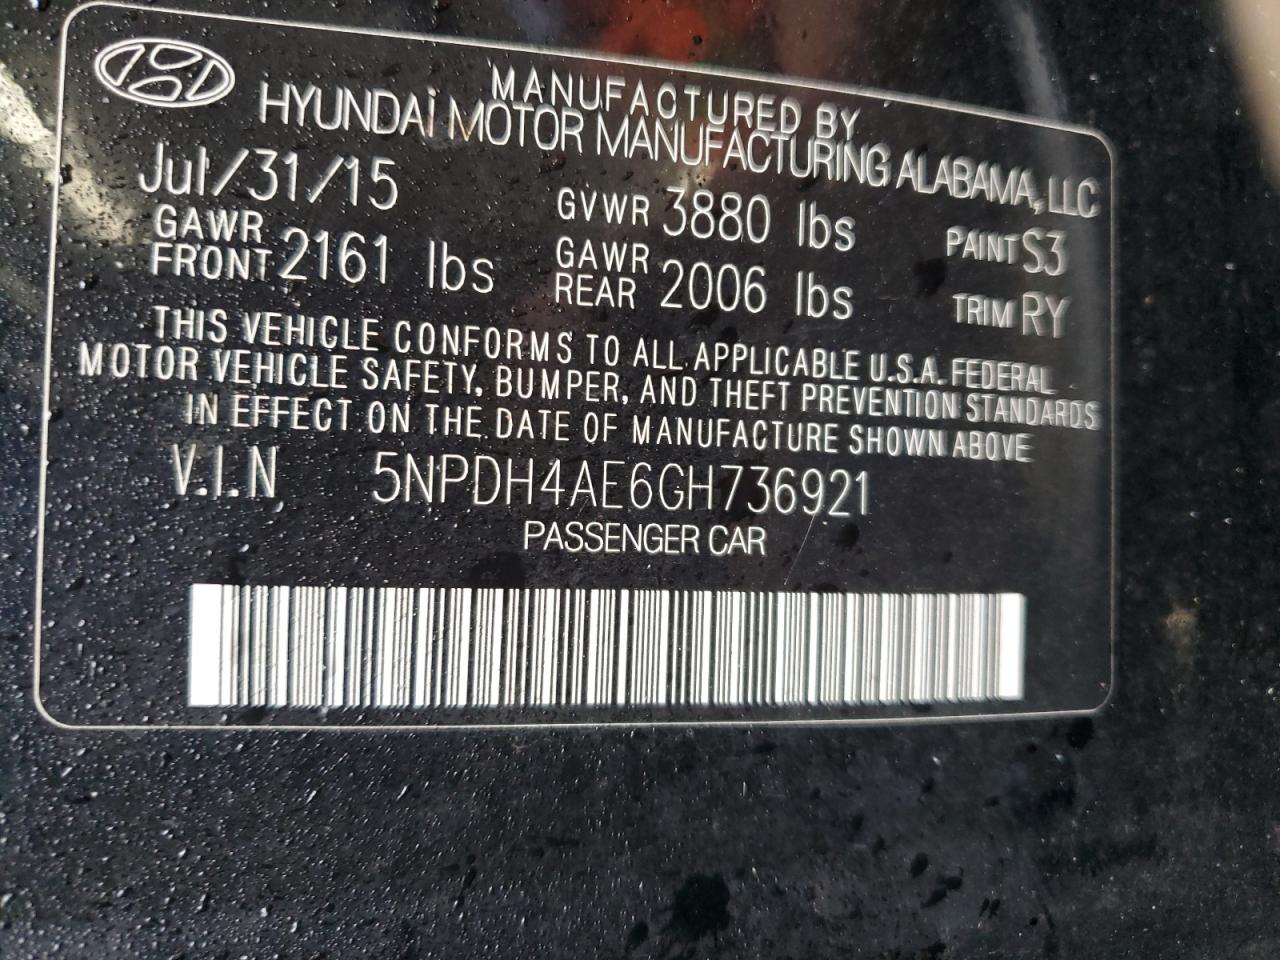 MANUFACTURED BY
HYUNDAI MOTOR MANUFACTURING ALABAMA, LLC
Jul/31/15 GVWR 3880 lbs PAINT S3
GAWR FRONT 2161 lbs GAWR REAR 2006 lbs TRIM RY
THIS VEHICLE CONFORMS TO ALL APPLICABLE U.S.A. FEDERAL
MOTOR VEHICLE SAFETY, BUMPER, AND THEFT PREVENTION STANDARDS
IN EFFECT ON THE DATE OF MANUFACTURE SHOWN ABOVE
V.I.N 5NPDH4AE6GH736921
PASSENGER CAR